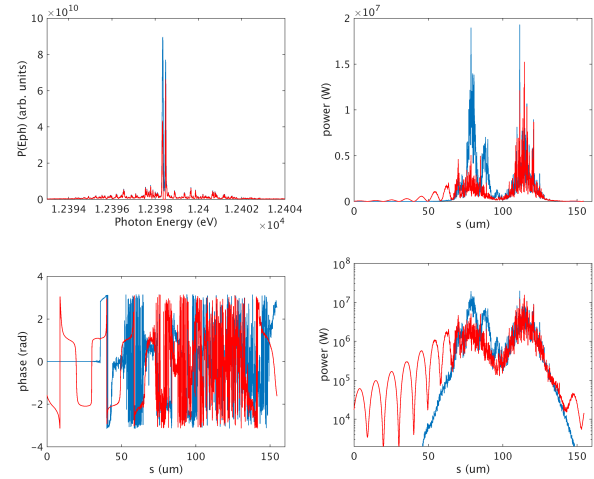 ×10^10
10
8
6
4
2
0
P(Eph) (arb. units)
1.2394 1.2396 1.2398 1.24 1.2402 1.2404
Photon Energy (eV)
×10^4
×10^7
2
1.5
1
0.5
0
power (W)
0 50 100 150
s (um)
4
2
0
−2
−4
phase (rad)
0 50 100 150
s (um)
10^8
10^7
10^6
10^5
10^4
power (W)
0 50 100 150
s (um)